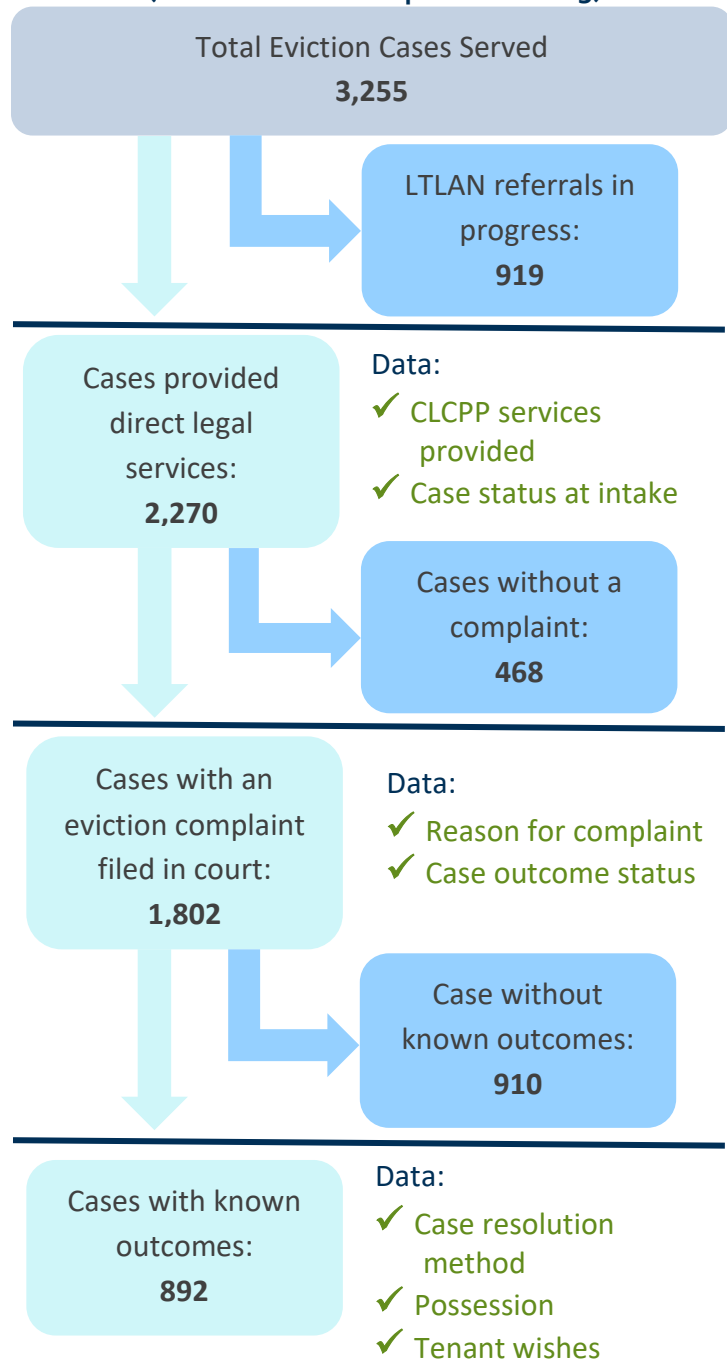 Total Eviction Cases Served
3,255
LTLAN referrals in
progress:
919
Cases provided
direct legal
services:
2,270
Data:
✓ CLCPP services
provided
✓ Case status at intake
Cases without a
complaint:
468
Cases with an
eviction complaint
filed in court:
1,802
Data:
✓ Reason for complaint
✓ Case outcome status
Case without
known outcomes:
910
Cases with known
outcomes:
892
Data:
✓ Case resolution
method
✓ Possession
✓ Tenant wishes